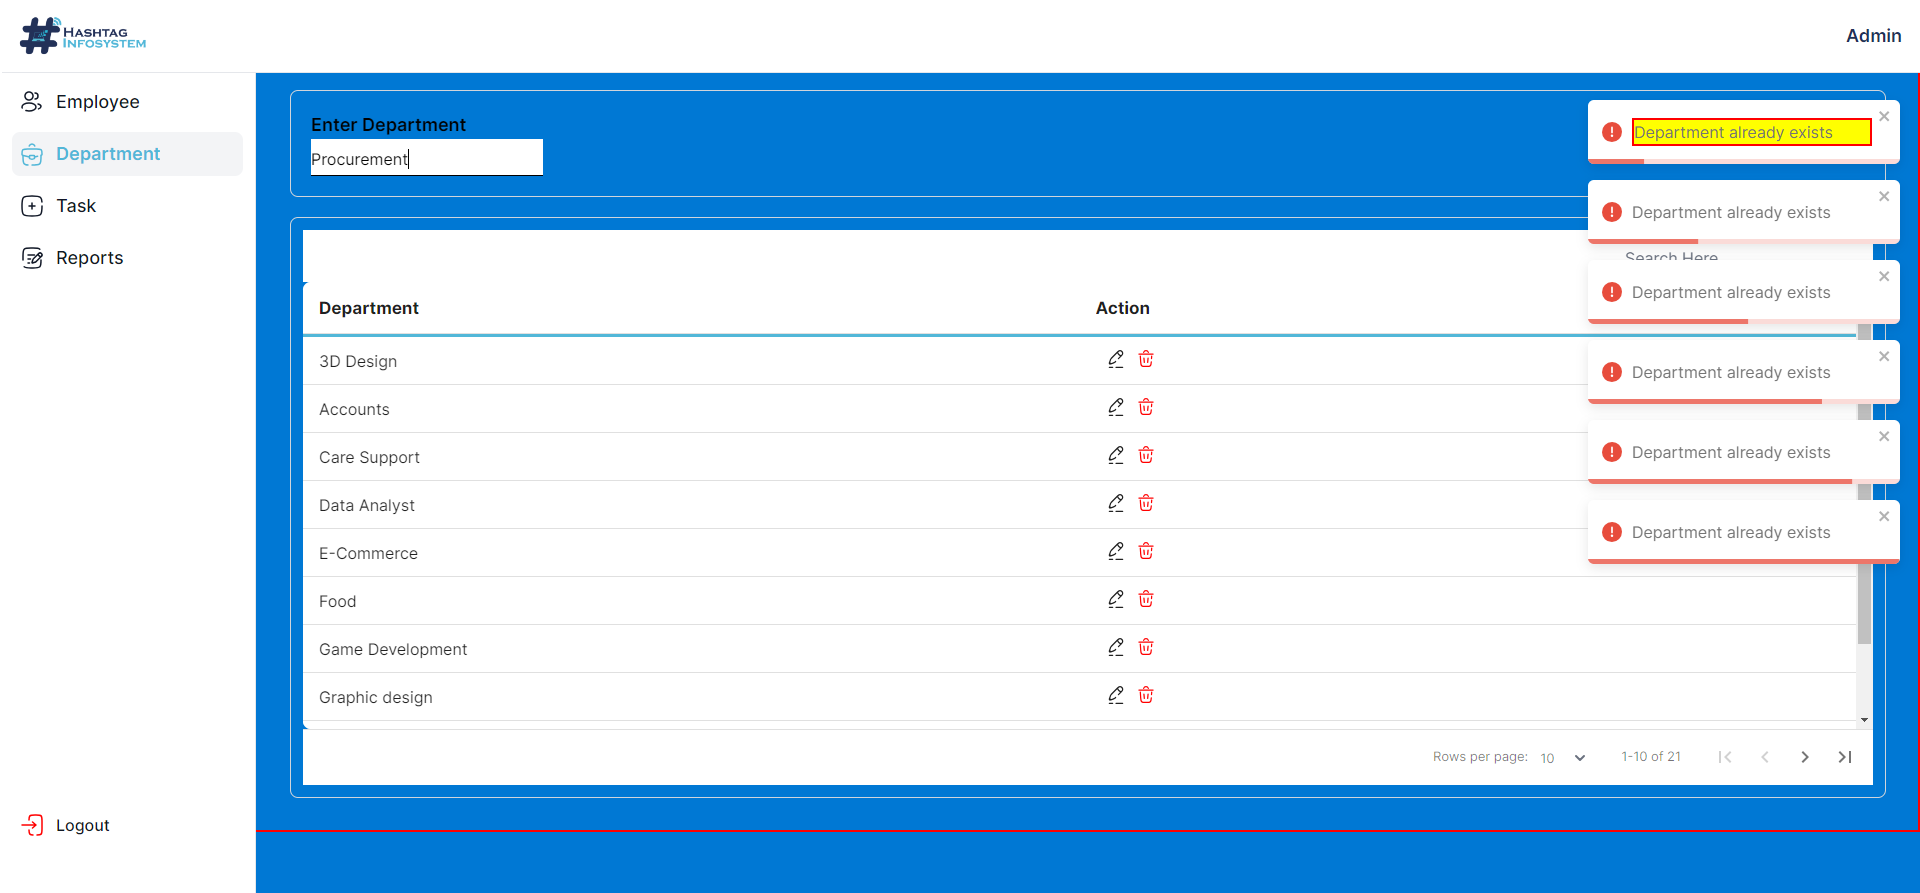 HASHTAG
INFOSYSTEM
Admin
Employee
Department
Task
Reports
Logout
Enter Department
Procurement
Department already exists
Department already exists
Search Here
Department already exists
Department already exists
Department already exists
Department already exists
Department Action
3D Design
Accounts
Care Support
Data Analyst
E-Commerce
Food
Game Development
Graphic design
Rows per page: 10 1-10 of 21